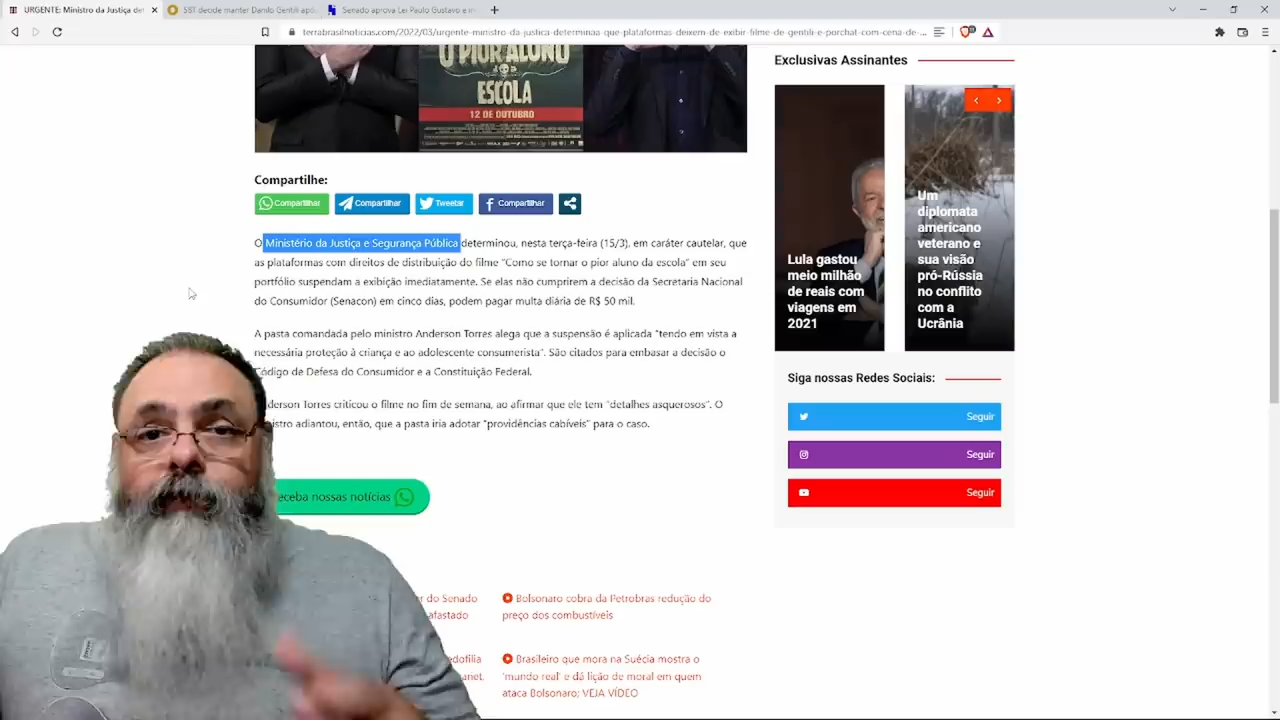 URGENTE: Ministro da Justiça de
SBT decide manter Danilo Gentili apó
Senado aprova Lei Paulo Gustavo e i
terrabrasilnoticias.com/2022/03/urgente-ministro-da-justica-determinaa-que-plataformas-deixem-de-exibir-filme-de-gentili-e-porchat-com-cena-de-...
O PIOR ALUNO
ESCOLA
12 DE OUTUBRO
Compartilhe:
Compartilhar
Compartilhar
Tweetar
Compartilhar
O Ministério da Justiça e Segurança Pública determinou, nesta terça-feira (15/3), em caráter cautelar, que
as plataformas com direitos de distribuição do filme “Como se tornar o pior aluno da escola” em seu
portfólio suspendam a exibição imediatamente. Se elas não cumprirem a decisão da Secretaria Nacional
do Consumidor (Senacon) em cinco dias, podem pagar multa diária de R$ 50 mil.
A pasta comandada pelo ministro Anderson Torres alega que a suspensão é aplicada “tendo em vista a
necessária proteção à criança e ao adolescente consumerista”. São citados para embasar a decisão o
Código de Defesa do Consumidor e a Constituição Federal.
derson Torres criticou o filme no fim de semana, ao afirmar que ele tem “detalhes asquerosos”. O
istro adiantou, então, que a pasta iria adotar “providências cabíveis” para o caso.
eceba nossas notícias
r do Senado
afastado
Bolsonaro cobra da Petrobras redução do
preço dos combustíveis
edofilia
anet,
Brasileiro que mora na Suécia mostra o
‘mundo real’ e dá lição de moral em quem
ataca Bolsonaro; VEJA VÍDEO
Exclusivas Assinantes
Lula gastou
meio milhão
de reais com
viagens em
2021
Um
diplomata
americano
veterano e
sua visão
pró-Rússia
no conflito
com a
Ucrânia
Siga nossas Redes Sociais:
Seguir
Seguir
Seguir